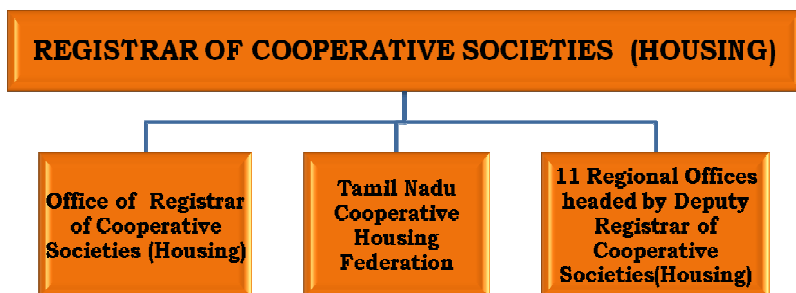 REGISTRAR OF COOPERATIVE SOCIETIES (HOUSING)
Office of Registrar
of Cooperative
Societies (Housing)
Tamil Nadu
Cooperative
Housing
Federation
11 Regional Offices
headed by Deputy
Registrar of
Cooperative
Societies(Housing)